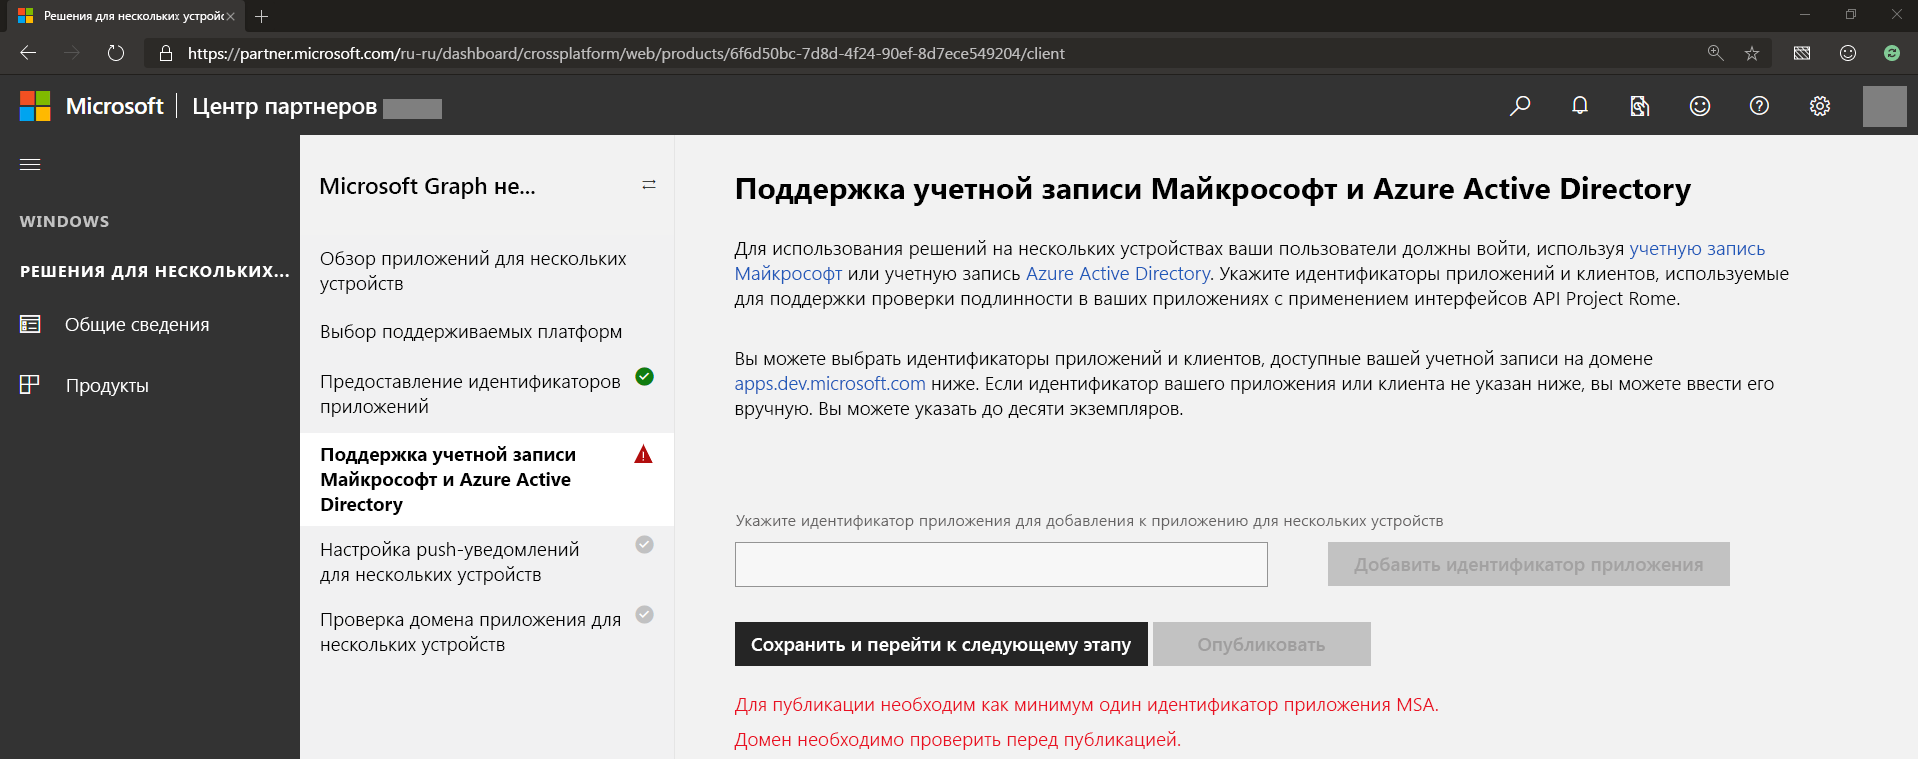 Решения для нескольких устройс
https://partner.microsoft.com/ru-ru/dashboard/crossplatform/web/products/6f6d50bc-7d8d-4f24-90ef-8d7ece549204/client
Microsoft | Центр партнеров
WINDOWS
РЕШЕНИЯ ДЛЯ НЕСКОЛЬКИХ...
Общие сведения
Продукты
Microsoft Graph не...
Обзор приложений для нескольких
устройств
Выбор поддерживаемых платформ
Предоставление идентификаторов
приложений
Поддержка учетной записи
Майкрософт и Azure Active
Directory
Настройка push-уведомлений
для нескольких устройств
Проверка домена приложения для
нескольких устройств
Поддержка учетной записи Майкрософт и Azure Active Directory
Для использования решений на нескольких устройствах ваши пользователи должны войти, используя учетную запись
Майкрософт или учетную запись Azure Active Directory. Укажите идентификаторы приложений и клиентов, используемые
для поддержки проверки подлинности в ваших приложениях с применением интерфейсов API Project Rome.
Вы можете выбрать идентификаторы приложений и клиентов, доступные вашей учетной записи на домене
apps.dev.microsoft.com ниже. Если идентификатор вашего приложения или клиента не указан ниже, вы можете ввести его
вручную. Вы можете указать до десяти экземпляров.
Укажите идентификатор приложения для добавления к приложению для нескольких устройств
Добавить идентификатор приложения
Сохранить и перейти к следующему этапу
Опубликовать
Для публикации необходим как минимум один идентификатор приложения MSA.
Домен необходимо проверить перед публикацией.